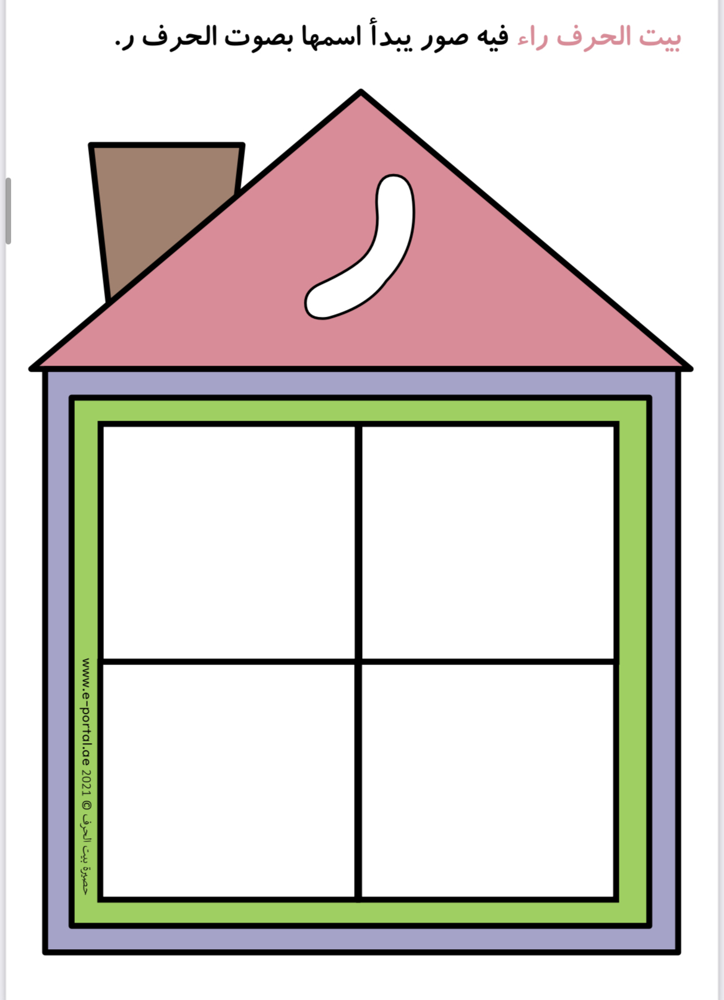 بيت الحرف راء فيه صور يبدأ اسمها بصوت الحرف ر.
ر
حصيرة بيت الحرف © 2021 www.e-portal.ae